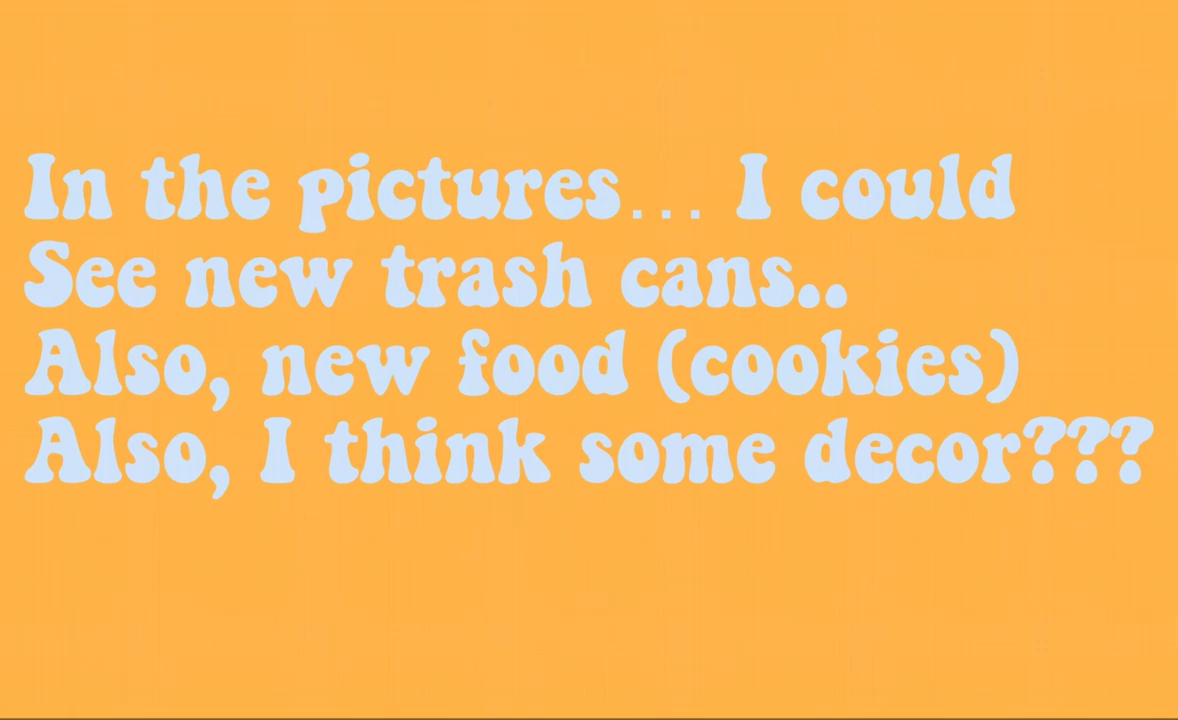 In the pictures... I could
See new trash cans..
Also, new food (cookies)
Also, I think some decor???